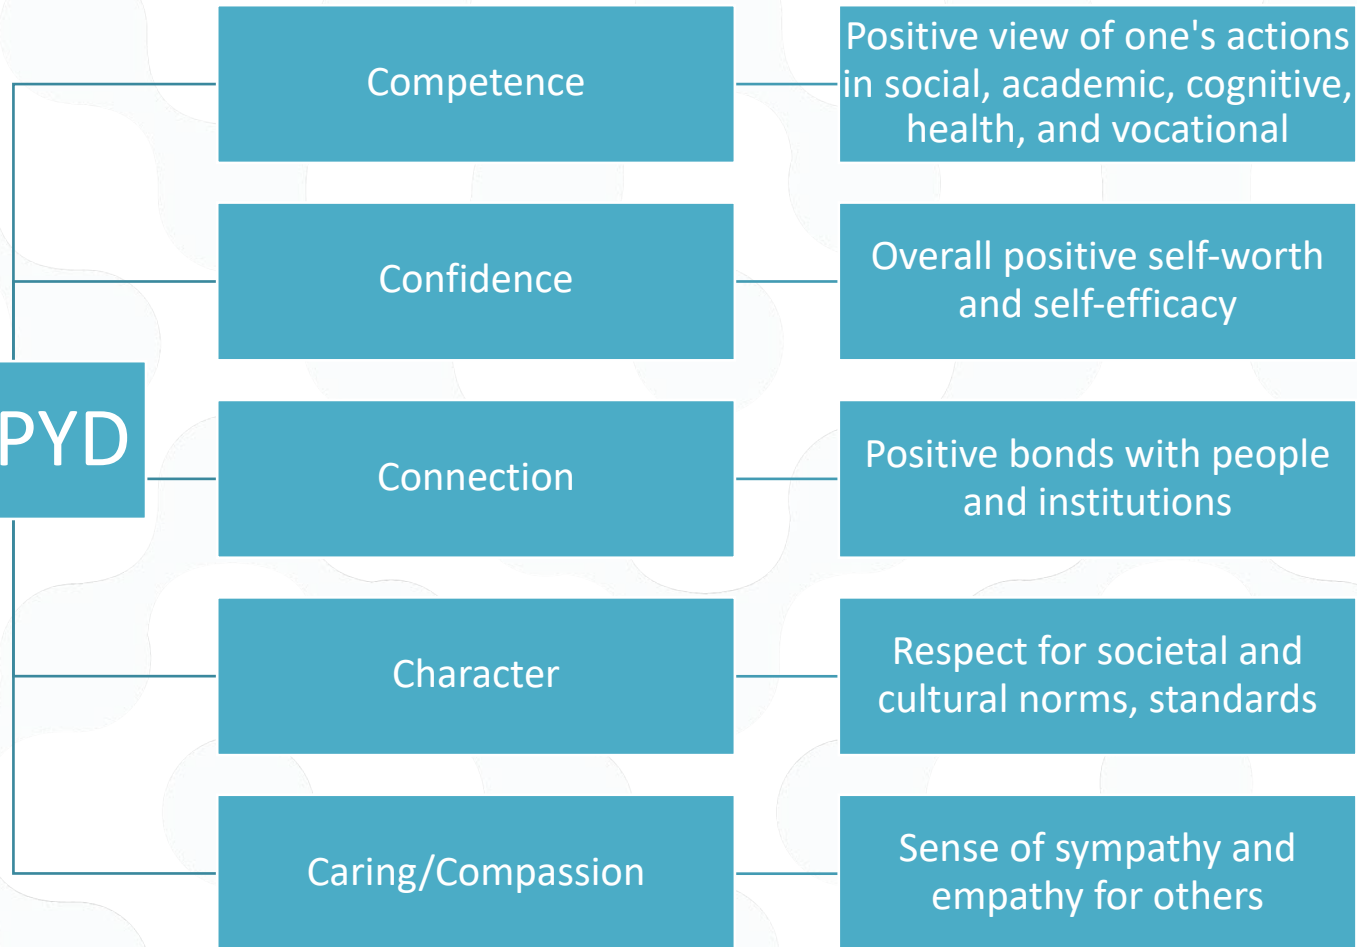 PYD
Competence
Positive view of one's actions
in social, academic, cognitive,
health, and vocational
Confidence
Overall positive self-worth
and self-efficacy
Connection
Positive bonds with people
and institutions
Character
Respect for societal and
cultural norms, standards
Caring/Compassion
Sense of sympathy and
empathy for others